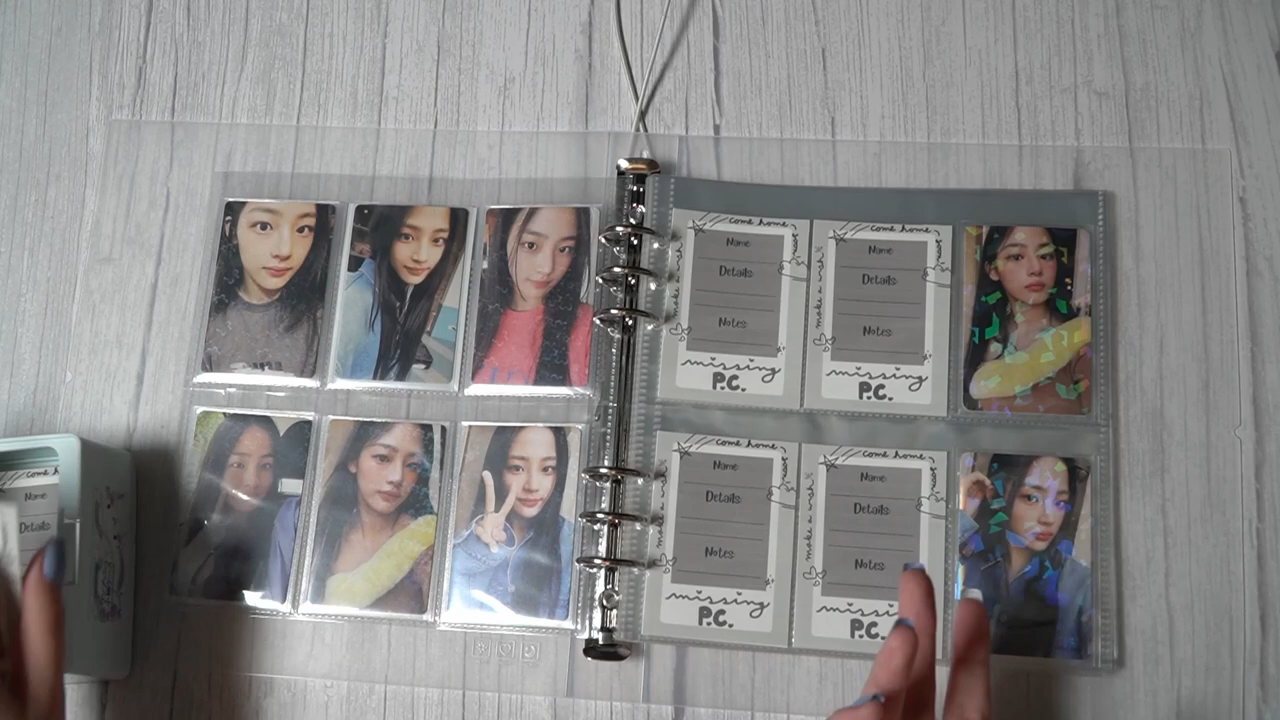 come home
make a wish
Name:
Details:
Notes:
missing
P.C.
come home
make a wish
Name:
Details:
Notes:
missing
P.C.
come home
make a wish
Name:
Details:
Notes:
missing
P.C.
come home
make a wish
Name:
Details:
Notes:
missi
P.C.
come h
Name:
Details: